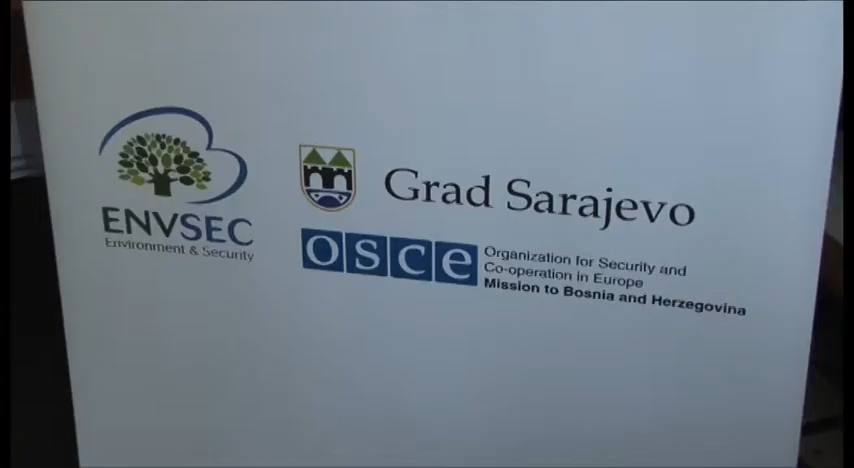 ENVSEC
Environment & Security
Grad Sarajevo
osce
Organization for Security and
Co-operation in Europe
Mission to Bosnia and Herzegovina